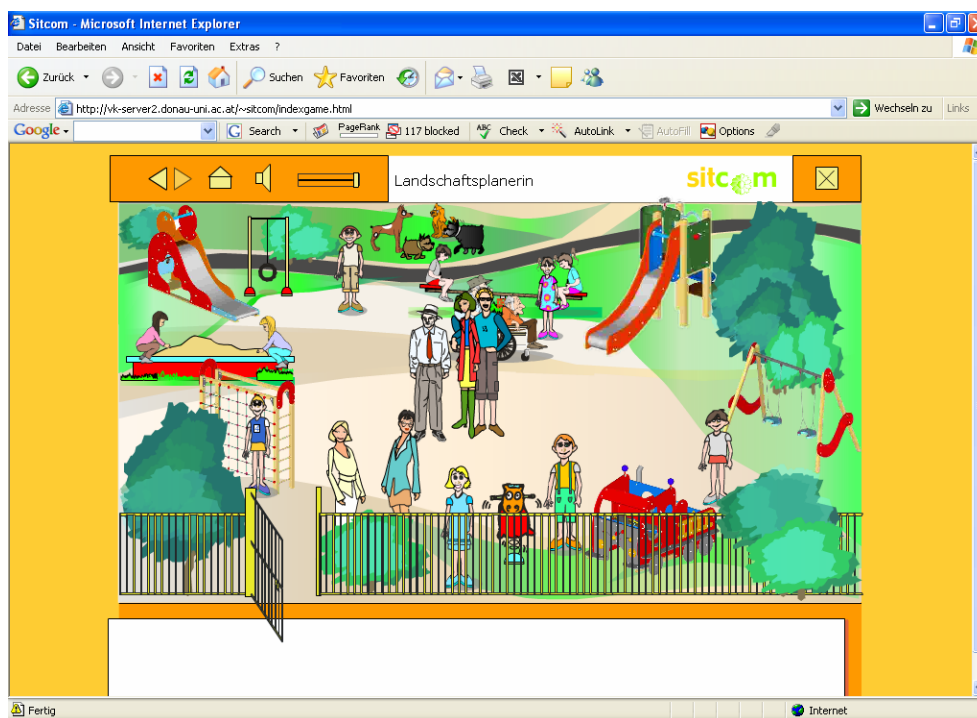 Sitcom - Microsoft Internet Explorer
Datei Bearbeiten Ansicht Favoriten Extras ?
Zurück Suchen Favoriten
Adresse http://vk-server2.donau-uni.ac.at/~sitcom/indexgame.html Wechseln zu Links
Google Search PageRank 117 blocked ABC Check AutoLink AutoFill Options
Landschaftsplanerin sitcom
Fertig Internet